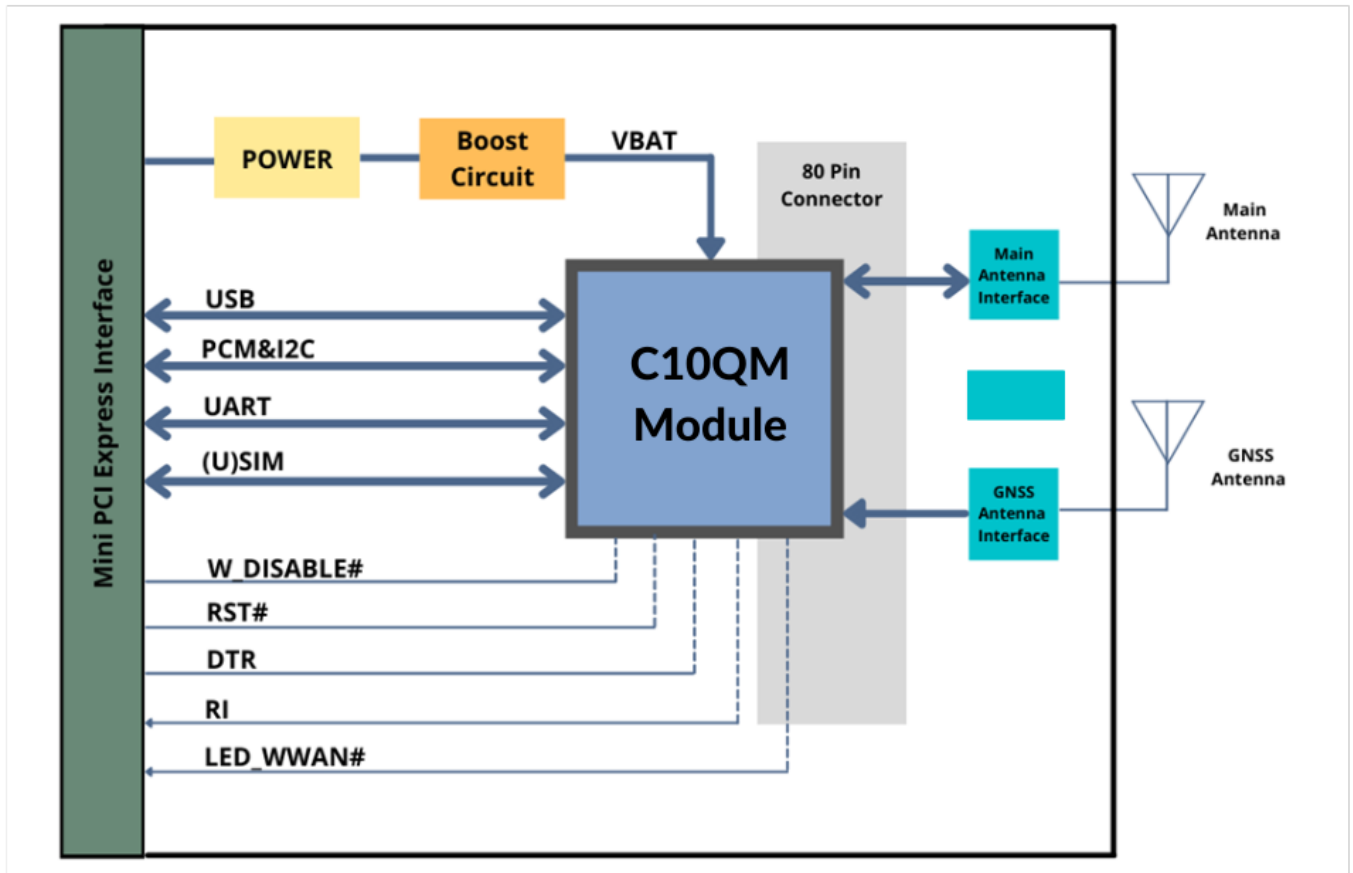 Mini PCI Express Interface
POWER
Boost
Circuit
VBAT
80 Pin
Connector
Main
Antenna
Main
Antenna
Interface
USB
PCM&I2C
UART
(U)SIM
C10QM
Module
GNSS
Antenna
GNSS
Antenna
Interface
W_DISABLE#
RST#
DTR
RI
LED_WWAN#